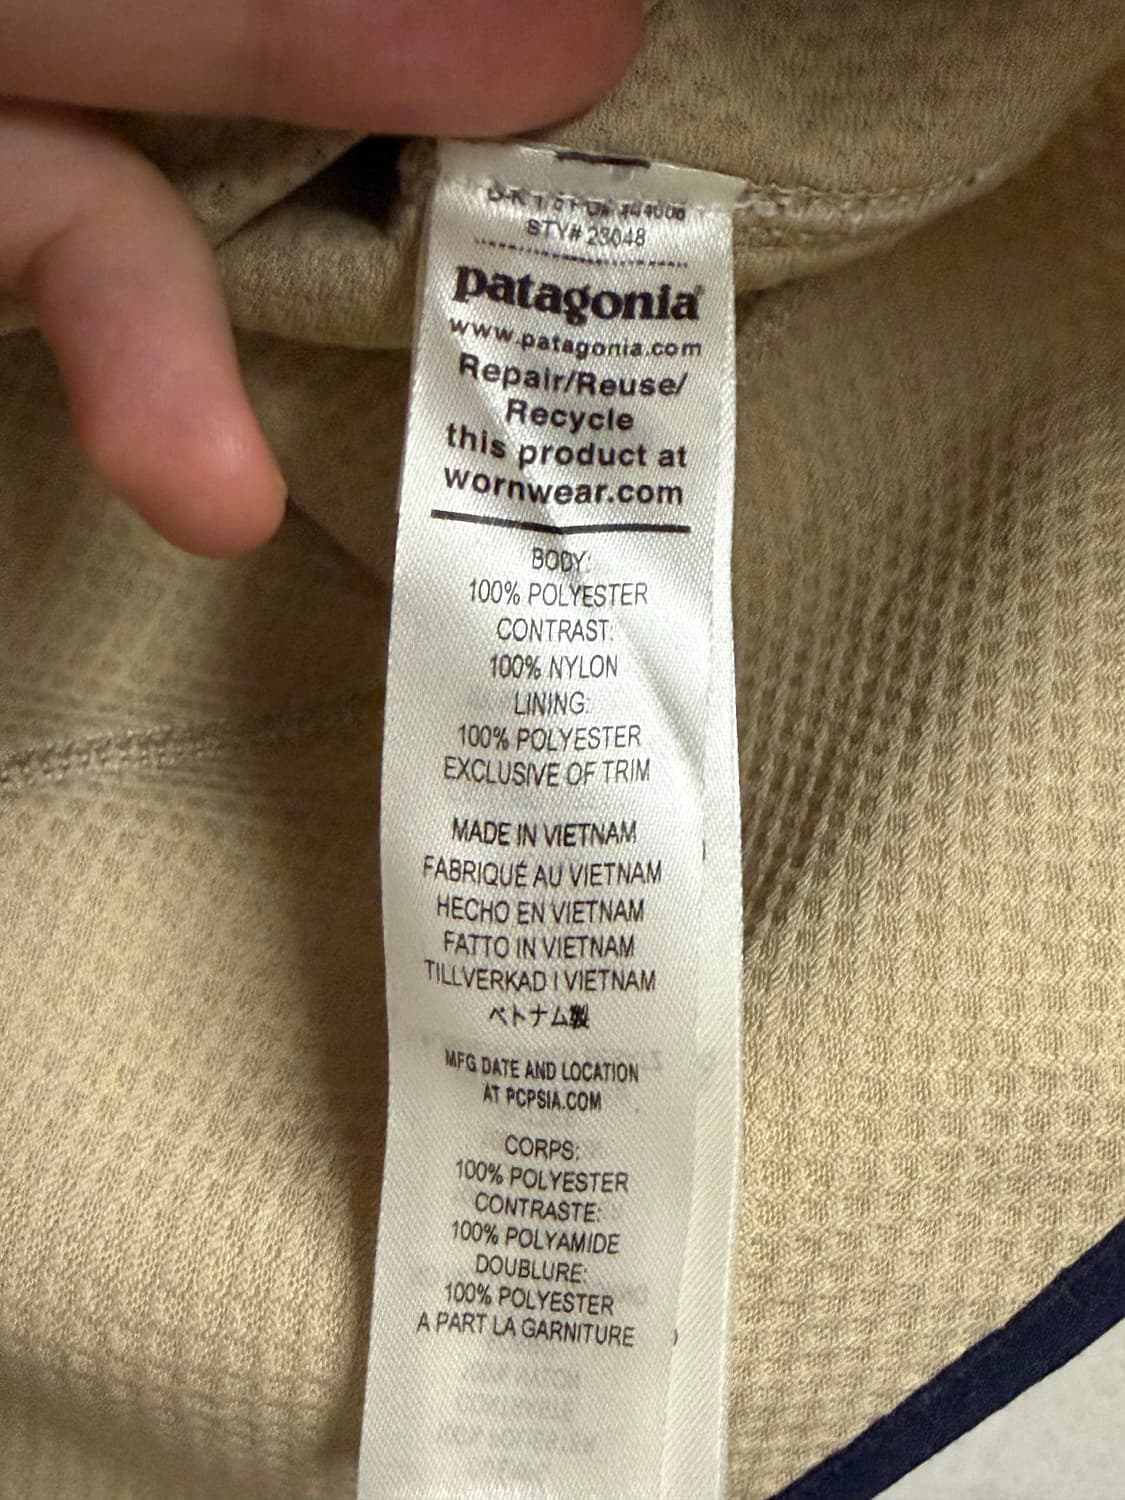 STY# 23048
patagonia®
www.patagonia.com
Repair/Reuse/
Recycle
this product at
wornwear.com
BODY:
100% POLYESTER
CONTRAST:
100% NYLON
LINING:
100% POLYESTER
EXCLUSIVE OF TRIM
MADE IN VIETNAM
FABRIQUÉ AU VIETNAM
HECHO EN VIETNAM
FATTO IN VIETNAM
TILLVERKAD I VIETNAM
ベトナム製
MFG DATE AND LOCATION
AT PCPSIA.COM
CORPS:
100% POLYESTER
CONTRASTE:
100% POLYAMIDE
DOUBLURE:
100% POLYESTER
A PART LA GARNITURE